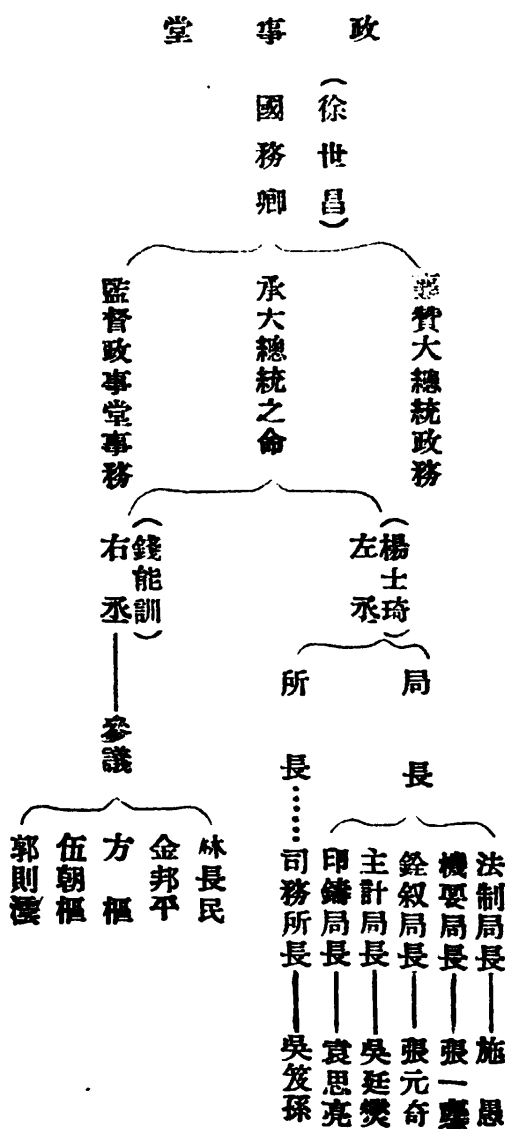 政事堂
(徐世昌)
國務卿
贊大總統政務
承大總統之命
監督政事堂事務
(楊士琦)
左丞
(錢能訓)
右丞
局長
所長……司務所長——吳笈孫
法制局長——施愚
機要局長——張一麐
銓叙局長——張元奇
主計局長——吳廷燮
印鑄局長——袁思亮
參議
林長民
金邦平
方樞
伍朝樞
郭則澐